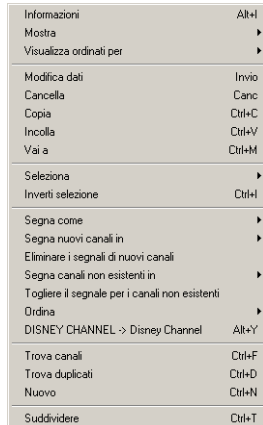 Informazioni Alt+I
Mostra
Visualizza ordinati per
Modifica dati Invio
Cancella Canc
Copia Ctrl+C
Incolla Ctrl+V
Vai a Ctrl+M
Seleziona
Inverti selezione Ctrl+I
Segna come
Segna nuovi canali in
Eliminare i segnali di nuovi canali
Segna canali non esistenti in
Togliere il segnale per i canali non esistenti
Ordina
DISNEY CHANNEL -> Disney Channel Alt+Y
Trova canali Ctrl+F
Trova duplicati Ctrl+D
Nuovo Ctrl+N
Suddividere Ctrl+T